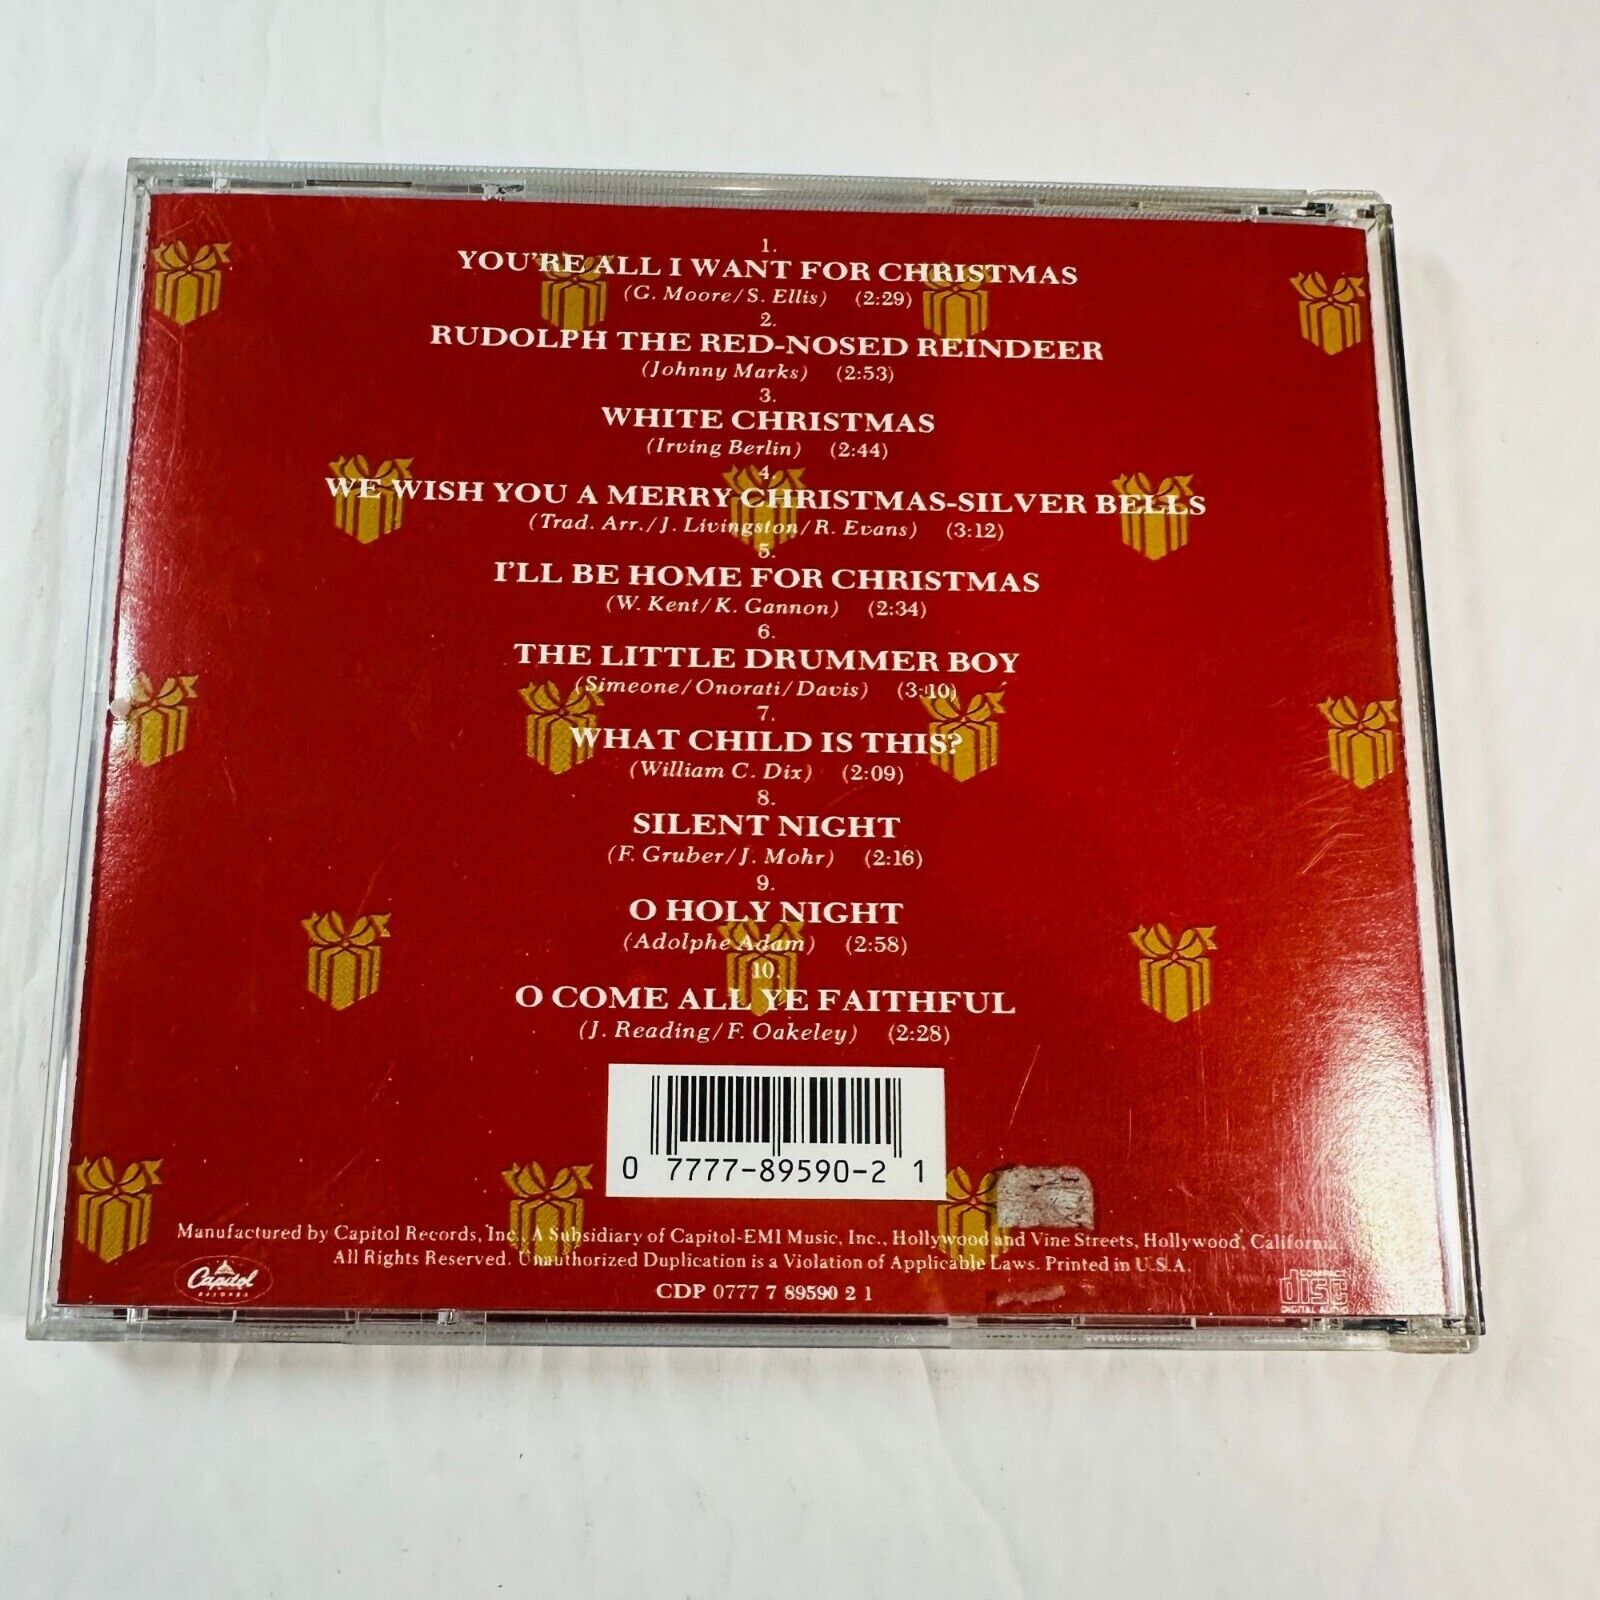 1.
YOU'RE ALL I WANT FOR CHRISTMAS
(G. Moore/S. Ellis) (2:29)
2.
RUDOLPH THE RED-NOSED REINDEER
(Johnny Marks) (2:53)
3.
WHITE CHRISTMAS
(Irving Berlin) (2:44)
4.
WE WISH YOU A MERRY CHRISTMAS-SILVER BELLS
(Trad. Arr./J. Livingston/R. Evans) (3:12)
5.
I'LL BE HOME FOR CHRISTMAS
(W. Kent/K. Gannon) (2:34)
6.
THE LITTLE DRUMMER BOY
(Simeone/Onorati/Davis) (3:10)
7.
WHAT CHILD IS THIS?
(William C. Dix) (2:09)
8.
SILENT NIGHT
(F. Gruber/J. Mohr) (2:16)
9.
O HOLY NIGHT
(Adolphe Adam) (2:58)
10.
O COME ALL YE FAITHFUL
(J. Reading/F. Oakeley) (2:28)
0 7777-89590-2 1
Manufactured by Capitol Records, Inc., A Subsidiary of Capitol-EMI Music, Inc., Hollywood and Vine Streets, Hollywood, California.
All Rights Reserved. Unauthorized Duplication is a Violation of Applicable Laws. Printed in U.S.A.
Capitol
RECORDS
CDP 0777 7 89590 2 1
COMPACT
disc
DIGITAL AUDIO